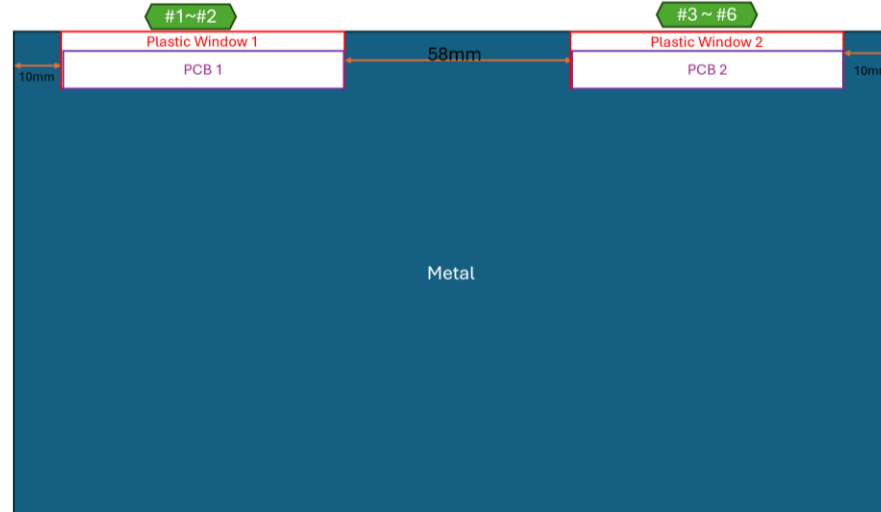 #1~#2
#3 ~ #6
Plastic Window 1
58mm
Plastic Window 2
PCB 1
PCB 2
10mm
10mm
Metal